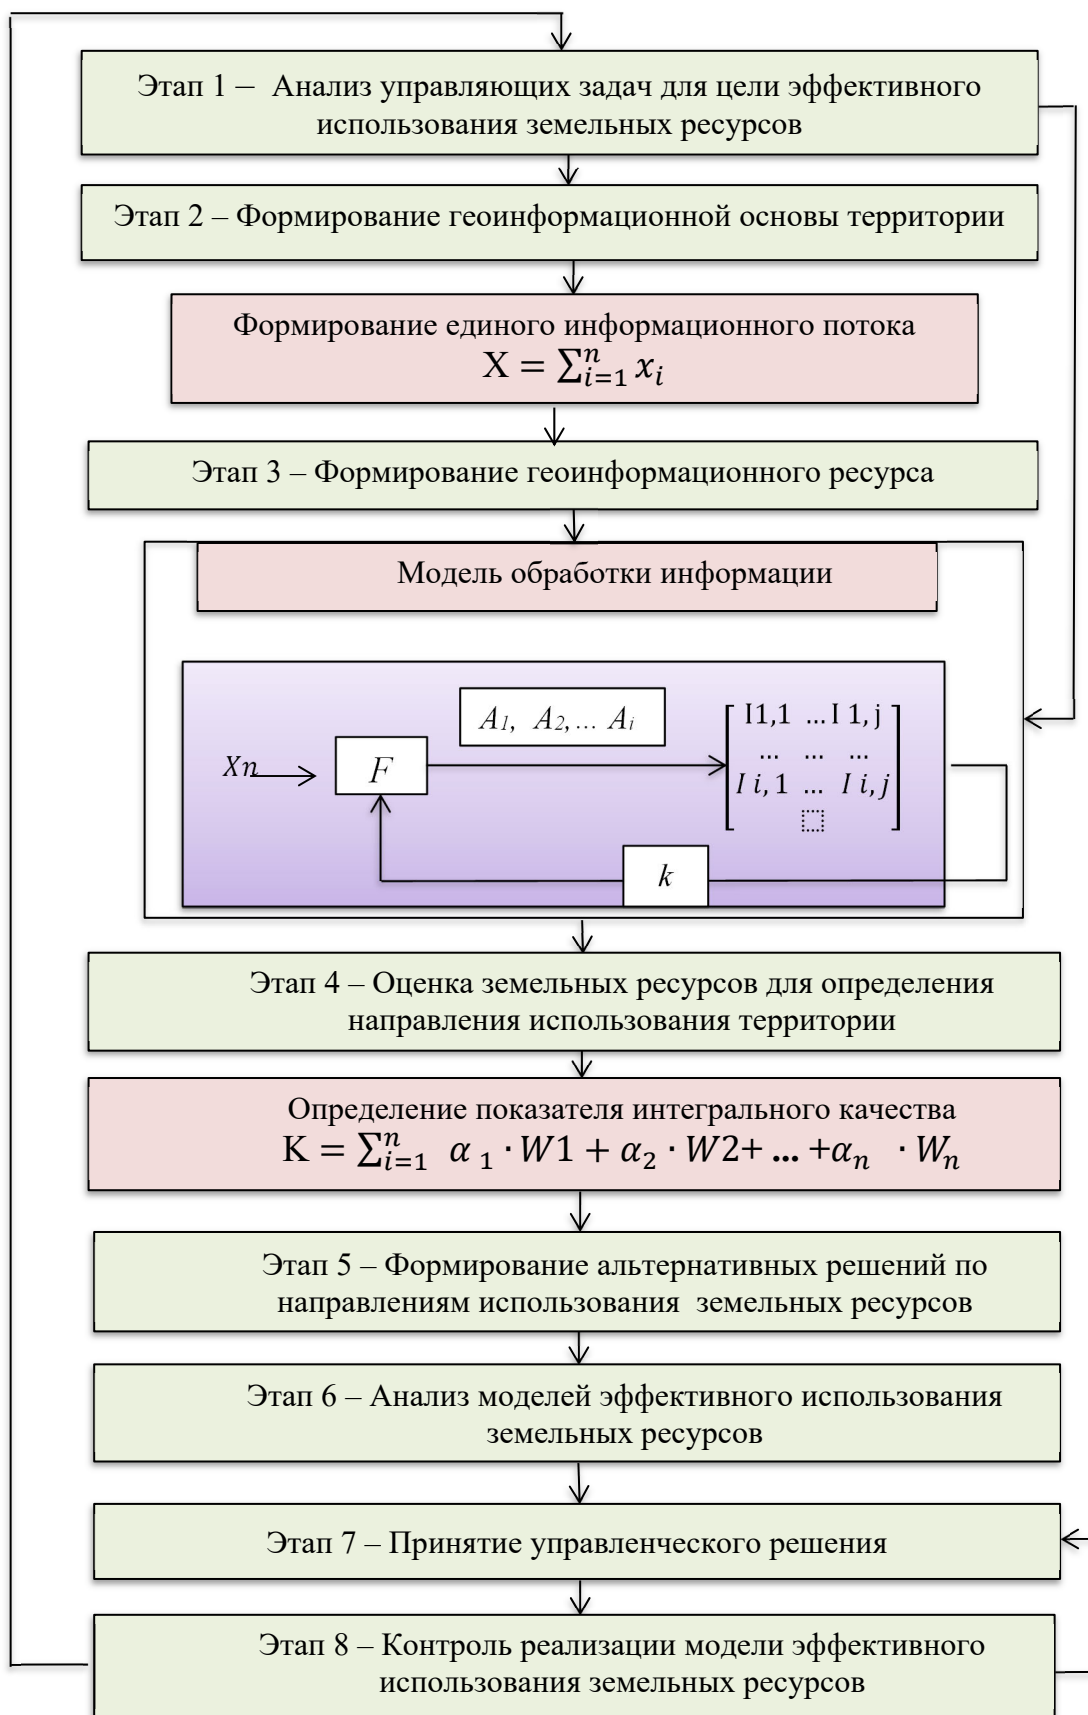 Этап 1 – Анализ управляющих задач для цели эффективного
использования земельных ресурсов
Этап 2 – Формирование геоинформационной основы территории
Формирование единого информационного потока
X = ∑ⁿᵢ₌₁ xᵢ
Этап 3 – Формирование геоинформационного ресурса
Модель обработки информации
A₁, A₂,... Aᵢ
Xn
F
I1,1 ...I 1, j
... ... ...
I i, 1 ... I i, j
k
Этап 4 – Оценка земельных ресурсов для определения
направления использования территории
Определение показателя интегрального качества
K = ∑ⁿᵢ₌₁ α ₁ · W1 + α₂ · W2+ ... +αₙ · Wₙ
Этап 5 – Формирование альтернативных решений по
направлениям использования земельных ресурсов
Этап 6 – Анализ моделей эффективного использования
земельных ресурсов
Этап 7 – Принятие управленческого решения
Этап 8 – Контроль реализации модели эффективного
использования земельных ресурсов